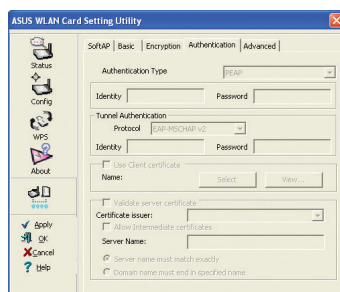 ASUS WLAN Card Setting Utility
Status
Config
WPS
About
Apply
OK
Cancel
Help
SoftAP Basic Encryption Authentication Advanced
Authentication Type PEAP
Identity Password
Tunnel Authentication
Protocol EAP-MSCHAP v2
Identity Password
Use Client certificate
Name: Select View...
Validate server certificate
Certificate issuer:
Allow Intermediate certificates
Server Name:
Server name must match exactly
Domain name must end in specified name